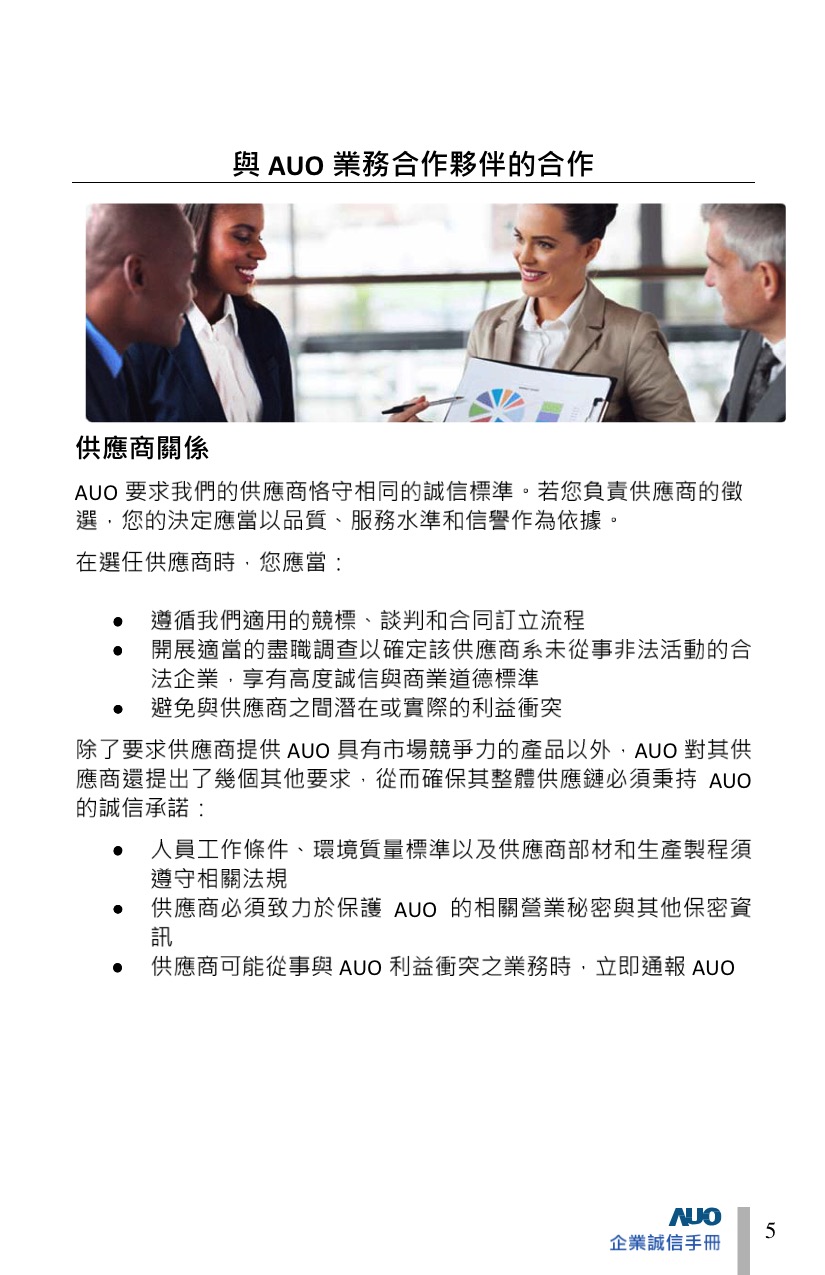 與 AUO 業務合作夥伴的合作
供應商關係
AUO 要求我們的供應商恪守相同的誠信標準。若您負責供應商的徵
選，您的決定應當以品質、服務水準和信譽作為依據。
在選任供應商時，您應當：
● 遵循我們適用的競標、談判和合同訂立流程
● 開展適當的盡職調查以確定該供應商系未從事非法活動的合
法企業，享有高度誠信與商業道德標準
● 避免與供應商之間潛在或實際的利益衝突
除了要求供應商提供 AUO 具有市場競爭力的產品以外，AUO 對其供
應商還提出了幾個其他要求，從而確保其整體供應鏈必須秉持 AUO
的誠信承諾：
● 人員工作條件、環境質量標準以及供應商部材和生產製程須
遵守相關法規
● 供應商必須致力於保護 AUO 的相關營業秘密與其他保密資
訊
● 供應商可能從事與 AUO 利益衝突之業務時，立即通報 AUO
AUO
企業誠信手冊
5